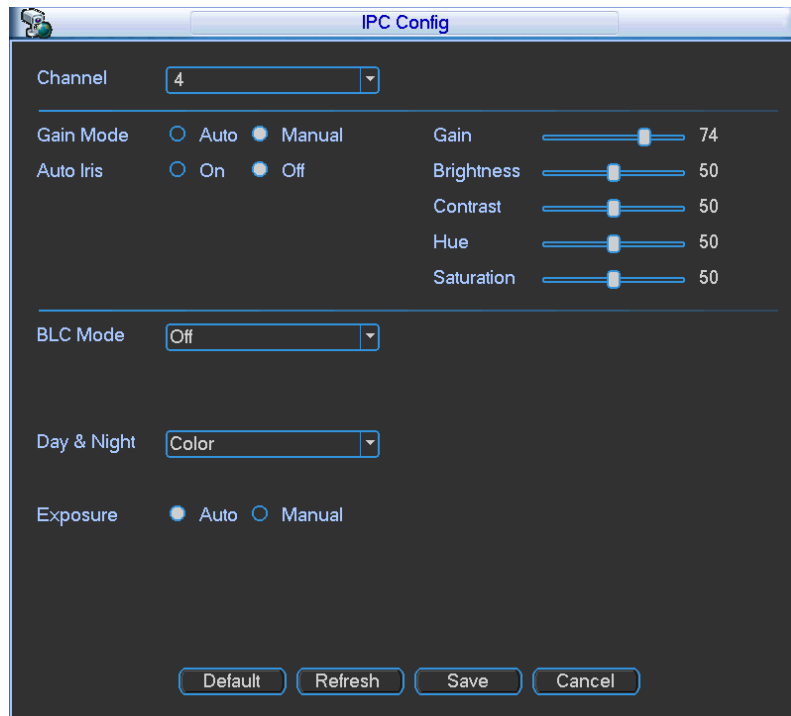 IPC Config
Channel 4
Gain Mode Auto Manual Gain 74
Auto Iris On Off Brightness 50
Contrast 50
Hue 50
Saturation 50
BLC Mode Off
Day & Night Color
Exposure Auto Manual
Default Refresh Save Cancel